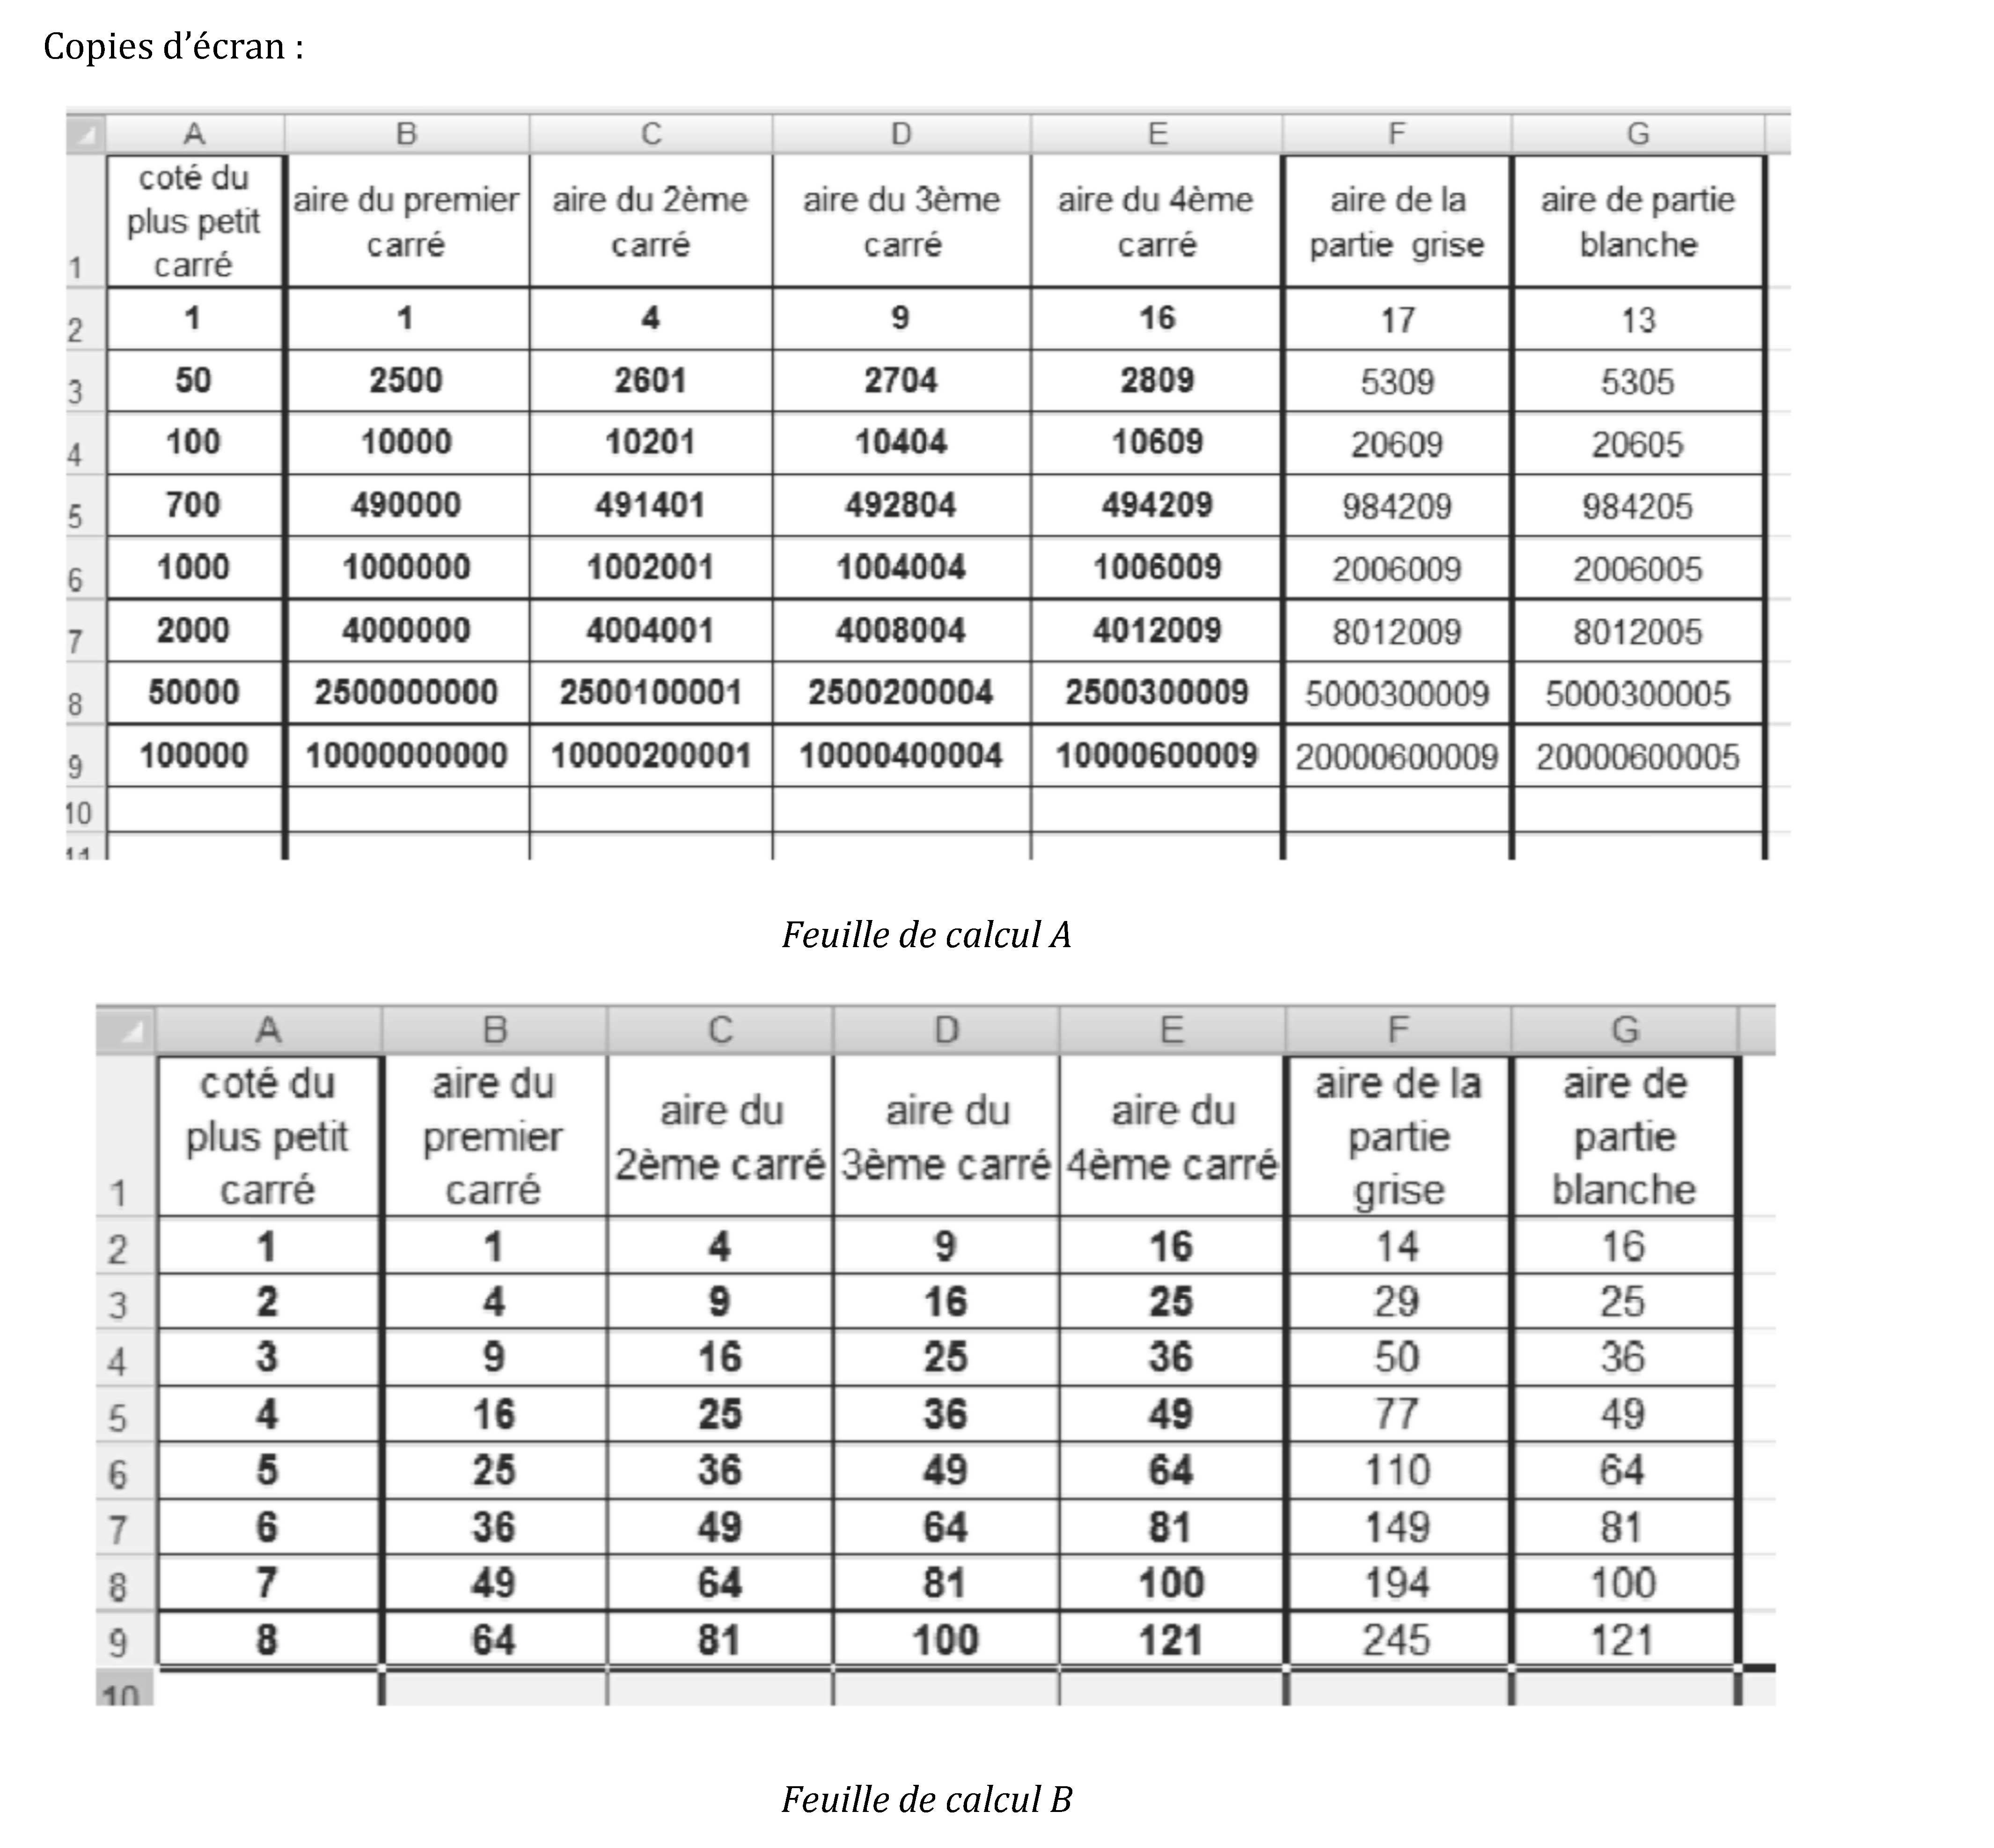 Copies d’écran :
A B C D E F G
1 coté du plus petit carré aire du premier carré aire du 2ème carré aire du 3ème carré aire du 4ème carré aire de la partie grise aire de partie blanche
2 1 1 4 9 16 17 13
3 50 2500 2601 2704 2809 5309 5305
4 100 10000 10201 10404 10609 20609 20605
5 700 490000 491401 492804 494209 984209 984205
6 1000 1000000 1002001 1004004 1006009 2006009 2006005
7 2000 4000000 4004001 4008004 4012009 8012009 8012005
8 50000 2500000000 2500100001 2500200004 2500300009 5000300009 5000300005
9 100000 10000000000 10000200001 10000400004 10000600009 20000600009 20000600005
10
11
Feuille de calcul A
A B C D E F G
1 coté du plus petit carré aire du premier carré aire du 2ème carré aire du 3ème carré aire du 4ème carré aire de la partie grise aire de partie blanche
2 1 1 4 9 16 14 16
3 2 4 9 16 25 29 25
4 3 9 16 25 36 50 36
5 4 16 25 36 49 77 49
6 5 25 36 49 64 110 64
7 6 36 49 64 81 149 81
8 7 49 64 81 100 194 100
9 8 64 81 100 121 245 121
10
Feuille de calcul B